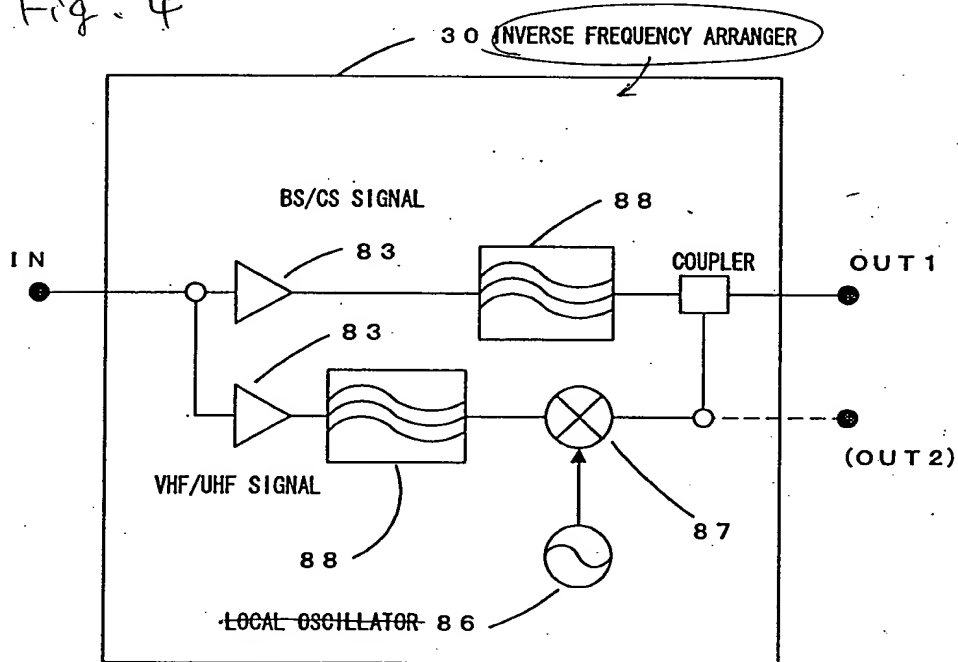 Fig. 4
30 INVERSE FREQUENCY ARRANGER
BS/CS SIGNAL
88
83
IN
COUPLER
OUT1
83
(OUT2)
VHF/UHF SIGNAL
87
88
LOCAL OSCILLATOR 86